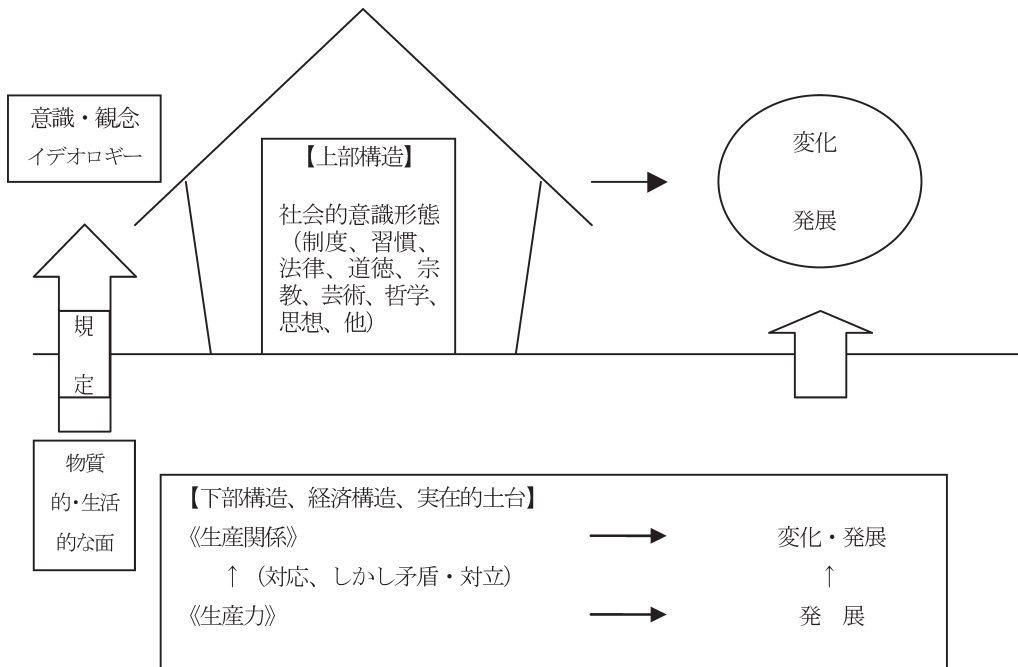 意識・観念
イデオロギー
【上部構造】
社会的意識形態
（制度、習慣、
法律、道徳、宗
教、芸術、哲学、
思想、他）
変化
発展
規
定
物質
的・生活
的な面
【下部構造、経済構造、実在的土台】
《生産関係》 変化・発展
↑（対応、しかし矛盾・対立） ↑
《生産力》 発　展